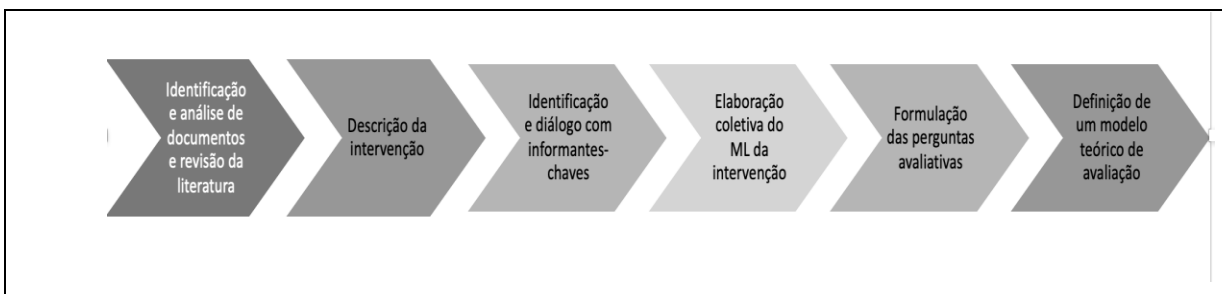 Identificação
e análise de
documentos
e revisão da
literatura
Descrição da
intervenção
Identificação
e diálogo com
informantes-
chaves
Elaboração
coletiva do
ML da
intervenção
Formulação
das perguntas
avaliativas
Definição de
um modelo
teórico de
avaliação